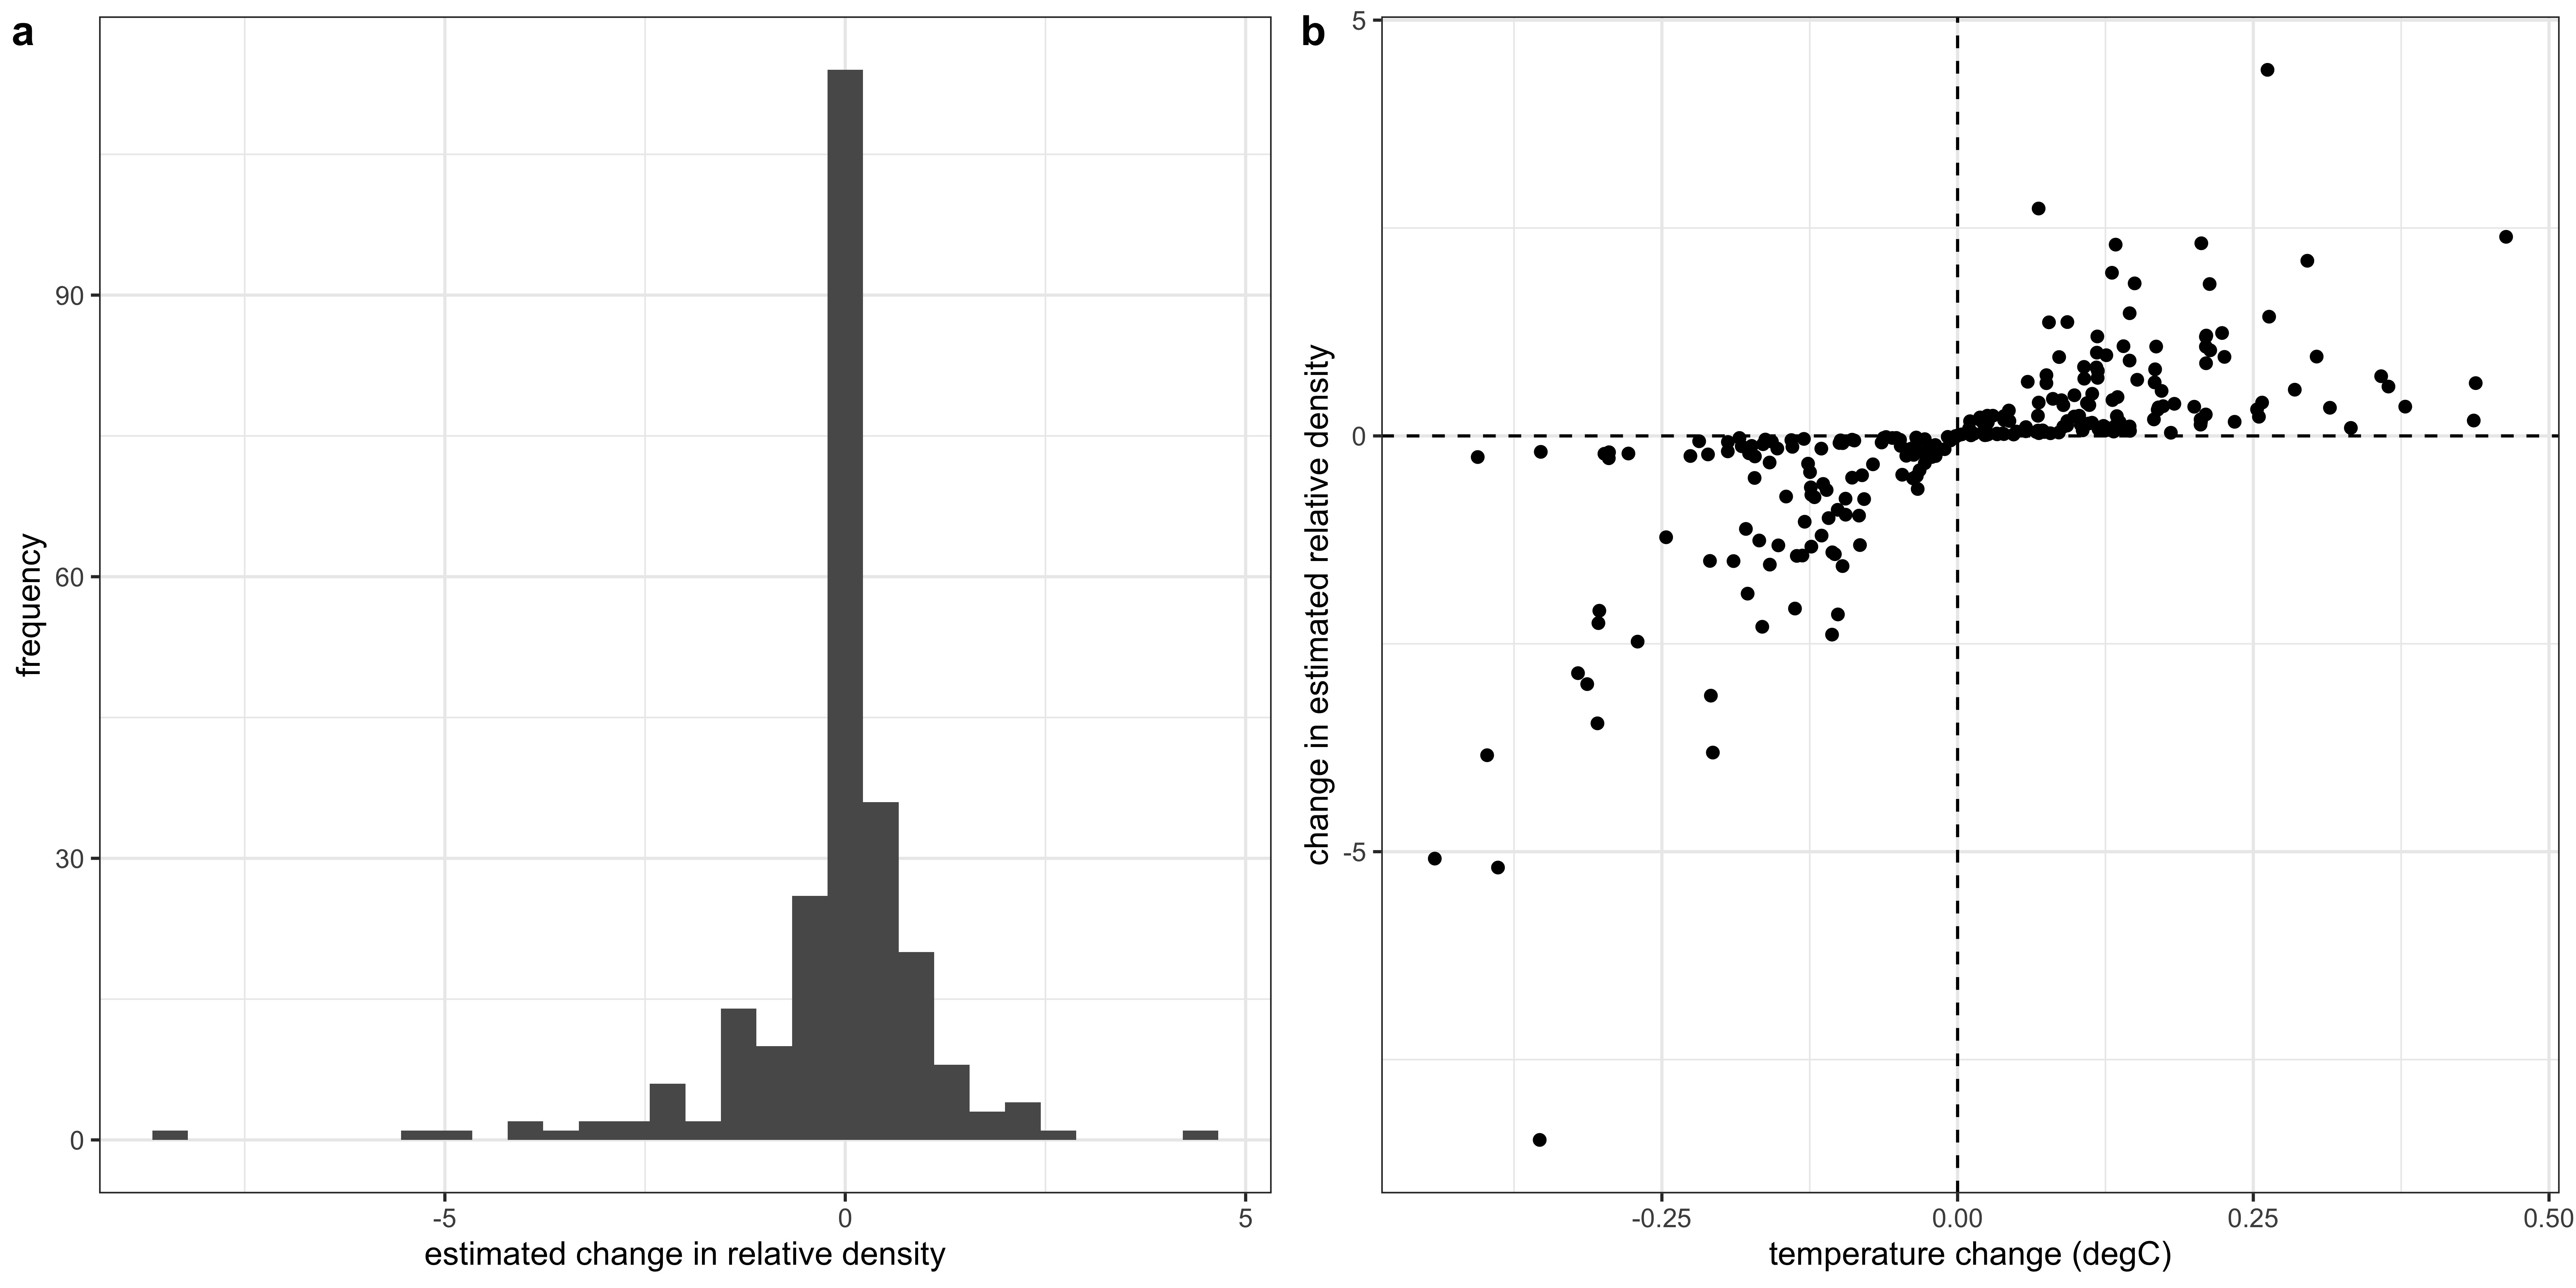 a
90
60
30
0
frequency
-5
0
5
estimated change in relative density
b
5
0
-5
change in estimated relative density
-0.25
0.00
0.25
0.50
temperature change (degC)